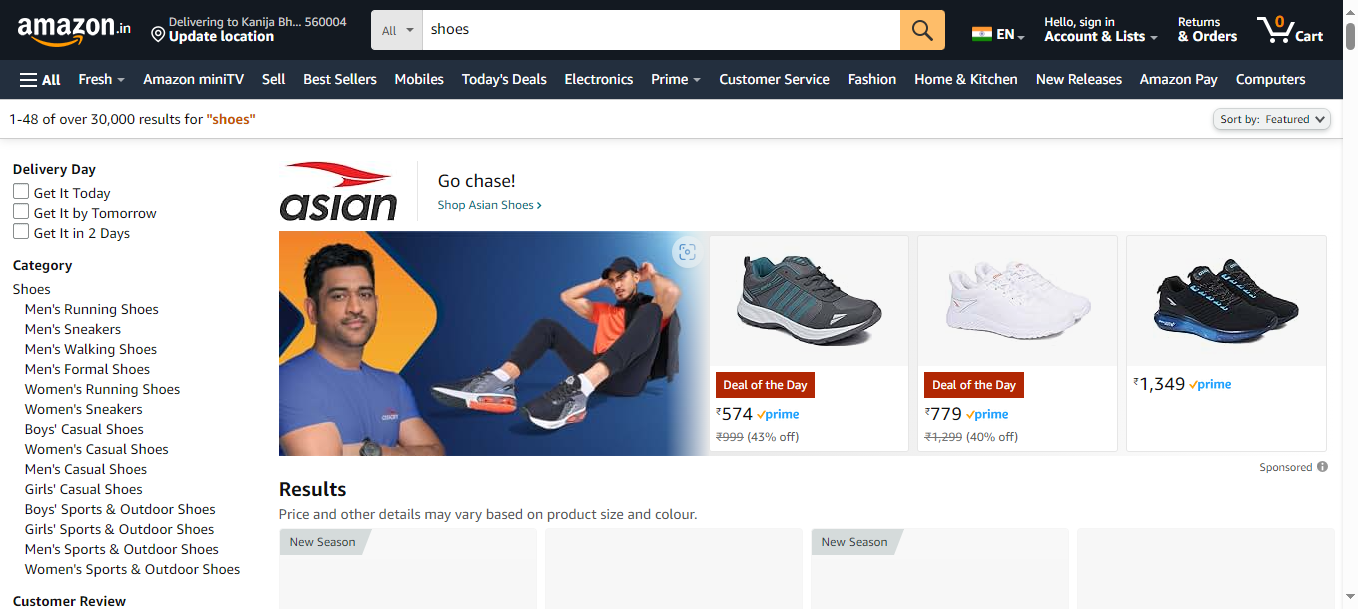 amazon.in
Delivering to Kanija Bh... 560004
Update location
All
shoes
EN
Hello, sign in
Account & Lists
Returns
& Orders
0
Cart
All Fresh Amazon miniTV Sell Best Sellers Mobiles Today's Deals Electronics Prime Customer Service Fashion Home & Kitchen New Releases Amazon Pay Computers
1-48 of over 30,000 results for "shoes"
Sort by: Featured
Delivery Day
Get It Today
Get It by Tomorrow
Get It in 2 Days
Category
Shoes
Men's Running Shoes
Men's Sneakers
Men's Walking Shoes
Men's Formal Shoes
Women's Running Shoes
Women's Sneakers
Boys' Casual Shoes
Women's Casual Shoes
Men's Casual Shoes
Girls' Casual Shoes
Boys' Sports & Outdoor Shoes
Girls' Sports & Outdoor Shoes
Men's Sports & Outdoor Shoes
Women's Sports & Outdoor Shoes
Customer Review
asian
Go chase!
Shop Asian Shoes ›
asian
Deal of the Day
₹574 prime
₹999 (43% off)
Deal of the Day
₹779 prime
₹1,299 (40% off)
₹1,349 prime
Sponsored
Results
Price and other details may vary based on product size and colour.
New Season
New Season